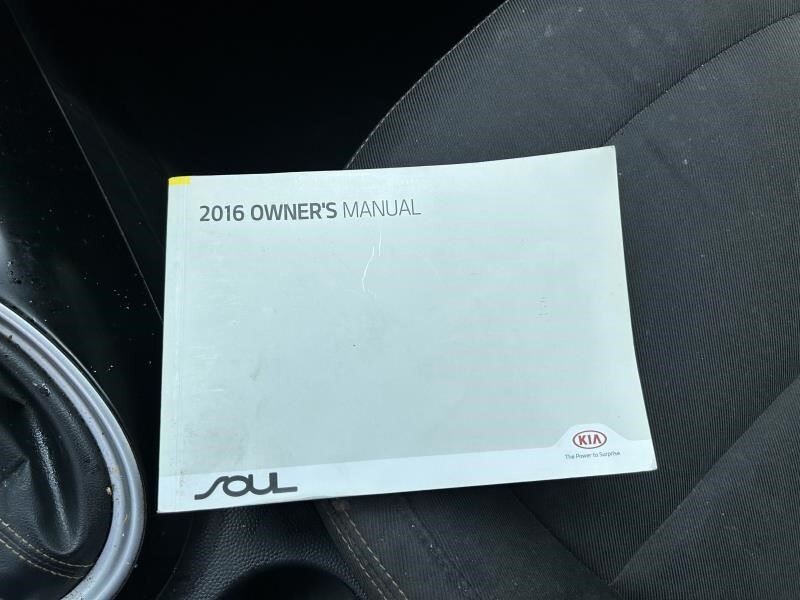 2016 OWNER'S MANUAL
KIA
The Power to Surprise
SOUL